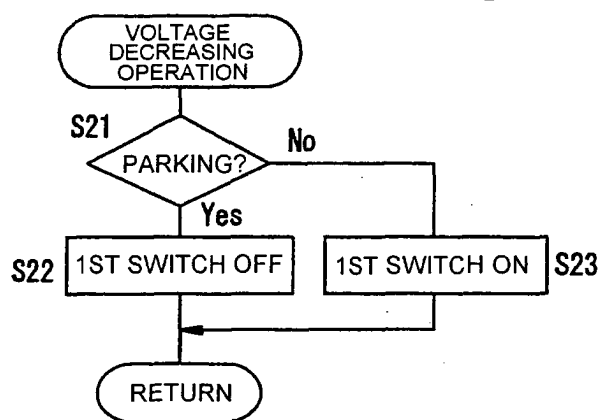 VOLTAGE
DECREASING
OPERATION
S21
PARKING?
No
Yes
S22
1ST SWITCH OFF
1ST SWITCH ON
S23
RETURN